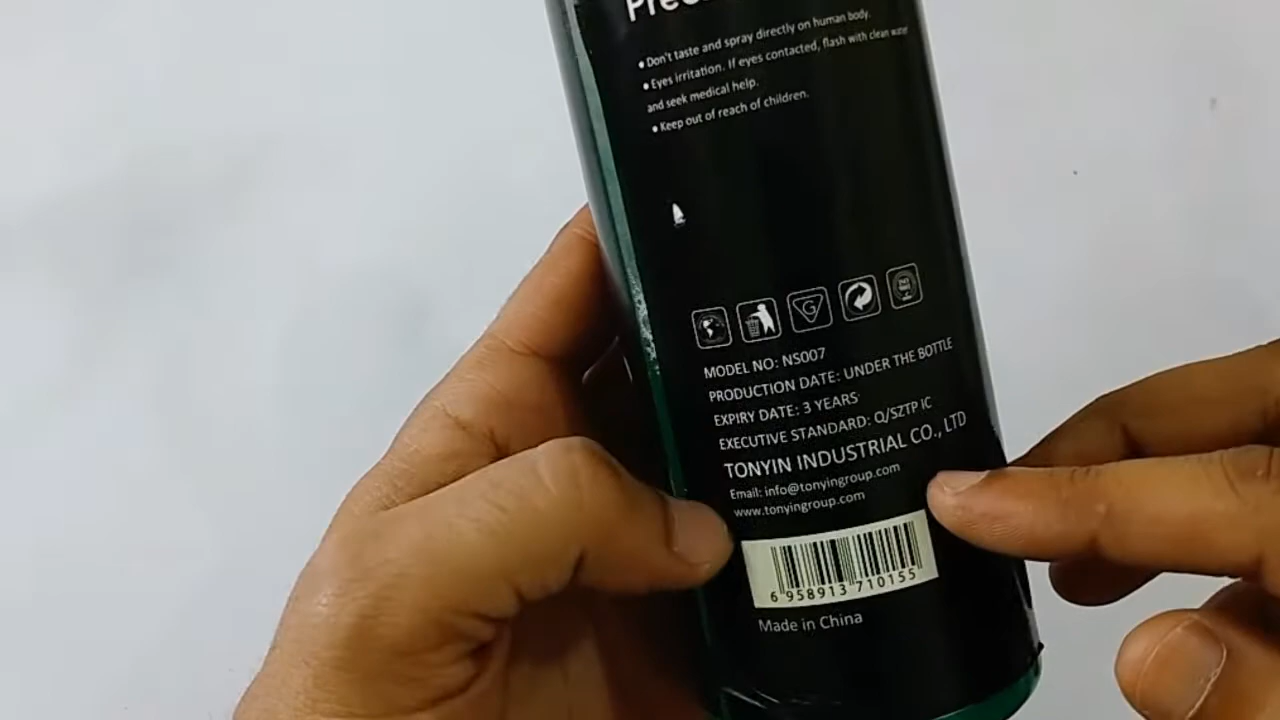 • Don't taste and spray directly on human body.
• Eyes irritation. If eyes contacted, flash with clean water
and seek medical help.
• Keep out of reach of children.
G
MODEL NO: NS007
PRODUCTION DATE: UNDER THE BOTTLE
EXPIRY DATE: 3 YEARS
EXECUTIVE STANDARD: Q/SZTP IC
TONYIN INDUSTRIAL CO., LTD
Email: info@tonyingroup.com
www.tonyingroup.com
6 958913 710155
Made in China